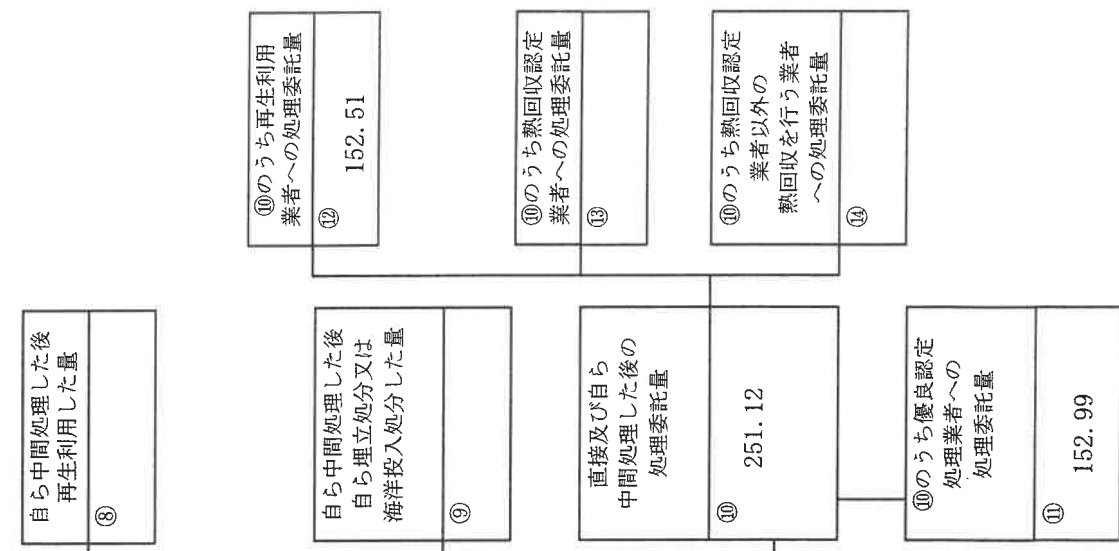 自ら中間処理した後
再生利用した量
⑧
自ら中間処理した後
自ら埋立処分又は
海洋投入処分した量
⑨
直接及び自ら
中間処理した後の
処理委託量
⑩
251.12
⑩のうち優良認定
処理業者への
処理委託量
⑪
152.99
⑩のうち再生利用
業者への処理委託量
⑫
152.51
⑩のうち熱回収認定
業者への処理委託量
⑬
⑩のうち熱回収認定
業者以外の
熱回収を行う業者
への処理委託量
⑭